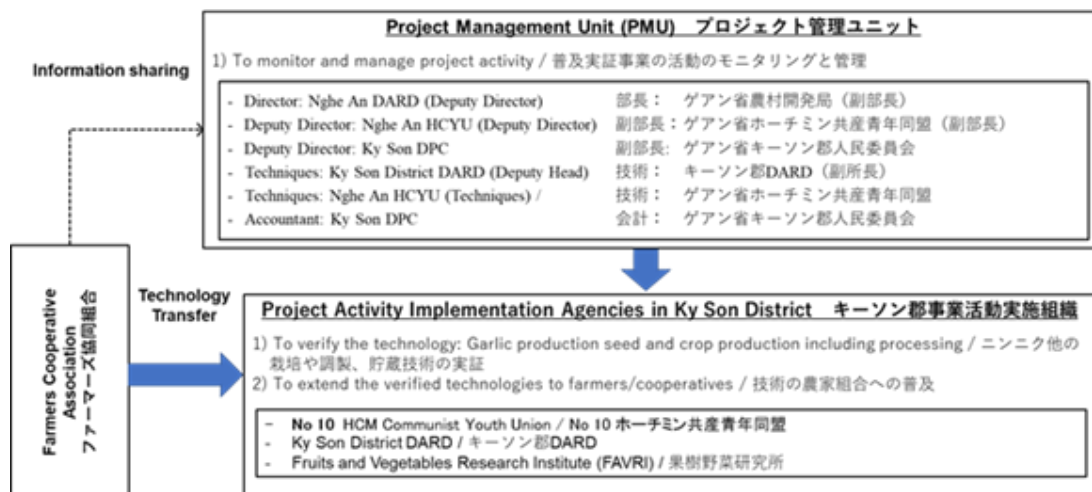 Project Management Unit (PMU) プロジェクト管理ユニット
1) To monitor and manage project activity / 普及実証事業の活動のモニタリングと管理
- Director: Nghe An DARD (Deputy Director) 部長： ゲアン省農村開発局（副部長）
- Deputy Director: Nghe An HCYU (Deputy Director) 副部長：ゲアン省ホーチミン共産青年同盟（副部長）
- Deputy Director: Ky Son DPC 副部長: ゲアン省キーソン郡人民委員会
- Techniques: Ky Son District DARD (Deputy Head) 技術： キーソン郡DARD（副所長）
- Techniques: Nghe An HCYU (Techniques) / 技術： ゲアン省ホーチミン共産青年同盟
- Accountant: Ky Son DPC 会計： ゲアン省キーソン郡人民委員会
Information sharing
Farmers Cooperative
Association
ファーマーズ協同組合
Technology
Transfer
Project Activity Implementation Agencies in Ky Son District キーソン郡事業活動実施組織
1) To verify the technology: Garlic production seed and crop production including processing / ニンニク他の
栽培や調製、貯蔵技術の実証
2) To extend the verified technologies to farmers/cooperatives / 技術の農家組合への普及
- No 10 HCM Communist Youth Union / No 10 ホーチミン共産青年同盟
- Ky Son District DARD / キーソン郡DARD
- Fruits and Vegetables Research Institute (FAVRI) / 果樹野菜研究所